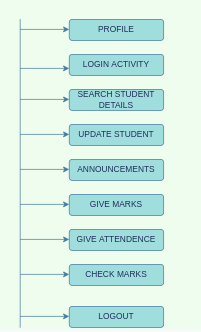 PROFILE
LOGIN ACTIVITY
SEARCH STUDENT
DETAILS
UPDATE STUDENT
ANNOUNCEMENTS
GIVE MARKS
GIVE ATTENDENCE
CHECK MARKS
LOGOUT